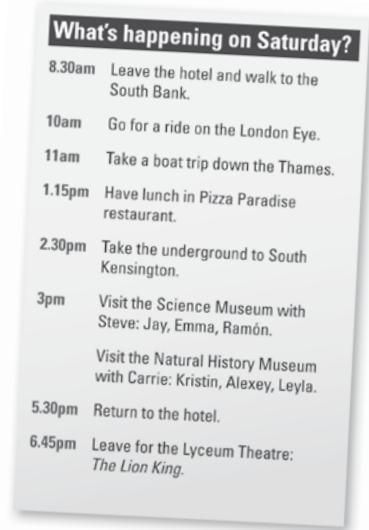 What's happening on Saturday?
8.30am Leave the hotel and walk to the
South Bank.
10am Go for a ride on the London Eye.
11am Take a boat trip down the Thames.
1.15pm Have lunch in Pizza Paradise
restaurant.
2.30pm Take the underground to South
Kensington.
3pm Visit the Science Museum with
Steve: Jay, Emma, Ramón.
Visit the Natural History Museum
with Carrie: Kristin, Alexey, Leyla.
5.30pm Return to the hotel.
6.45pm Leave for the Lyceum Theatre:
The Lion King.